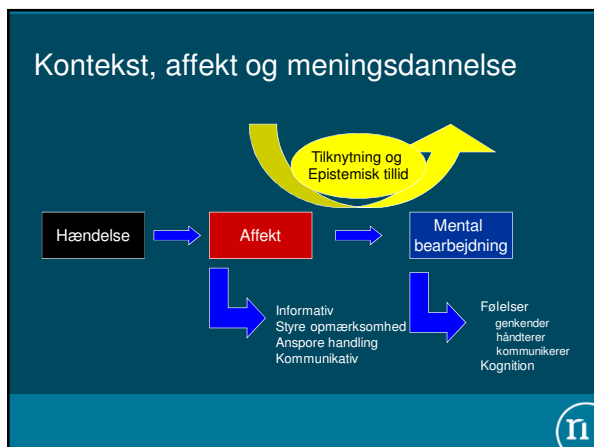 Kontekst, affekt og meningsdannelse
Tilknytning og
Epistemisk tillid
Hændelse
Affekt
Mental
bearbejdning
Informativ
Styre opmærksomhed
Anspore handling
Kommunikativ
Følelser
genkender
håndterer
kommunikerer
Kognition
n